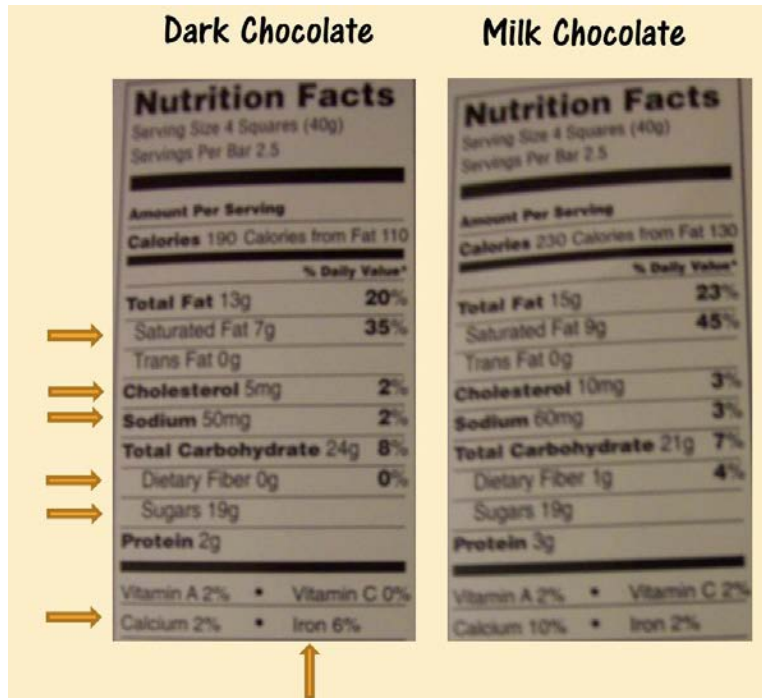 Dark Chocolate
Nutrition Facts
Serving Size 4 Squares (40g)
Servings Per Bar 2.5
Amount Per Serving
Calories 190 Calories from Fat 110
% Daily Value*
Total Fat 13g 20%
Saturated Fat 7g 35%
Trans Fat 0g
Cholesterol 5mg 2%
Sodium 50mg 2%
Total Carbohydrate 24g 8%
Dietary Fiber 0g 0%
Sugars 19g
Protein 2g
Vitamin A 2% • Vitamin C 0%
Calcium 2% • Iron 6%
Milk Chocolate
Nutrition Facts
Serving Size 4 Squares (40g)
Servings Per Bar 2.5
Amount Per Serving
Calories 230 Calories from Fat 130
% Daily Value*
Total Fat 15g 23%
Saturated Fat 9g 45%
Trans Fat 0g
Cholesterol 10mg 3%
Sodium 60mg 3%
Total Carbohydrate 21g 7%
Dietary Fiber 1g 4%
Sugars 19g
Protein 3g
Vitamin A 2% • Vitamin C 2%
Calcium 10% • Iron 2%